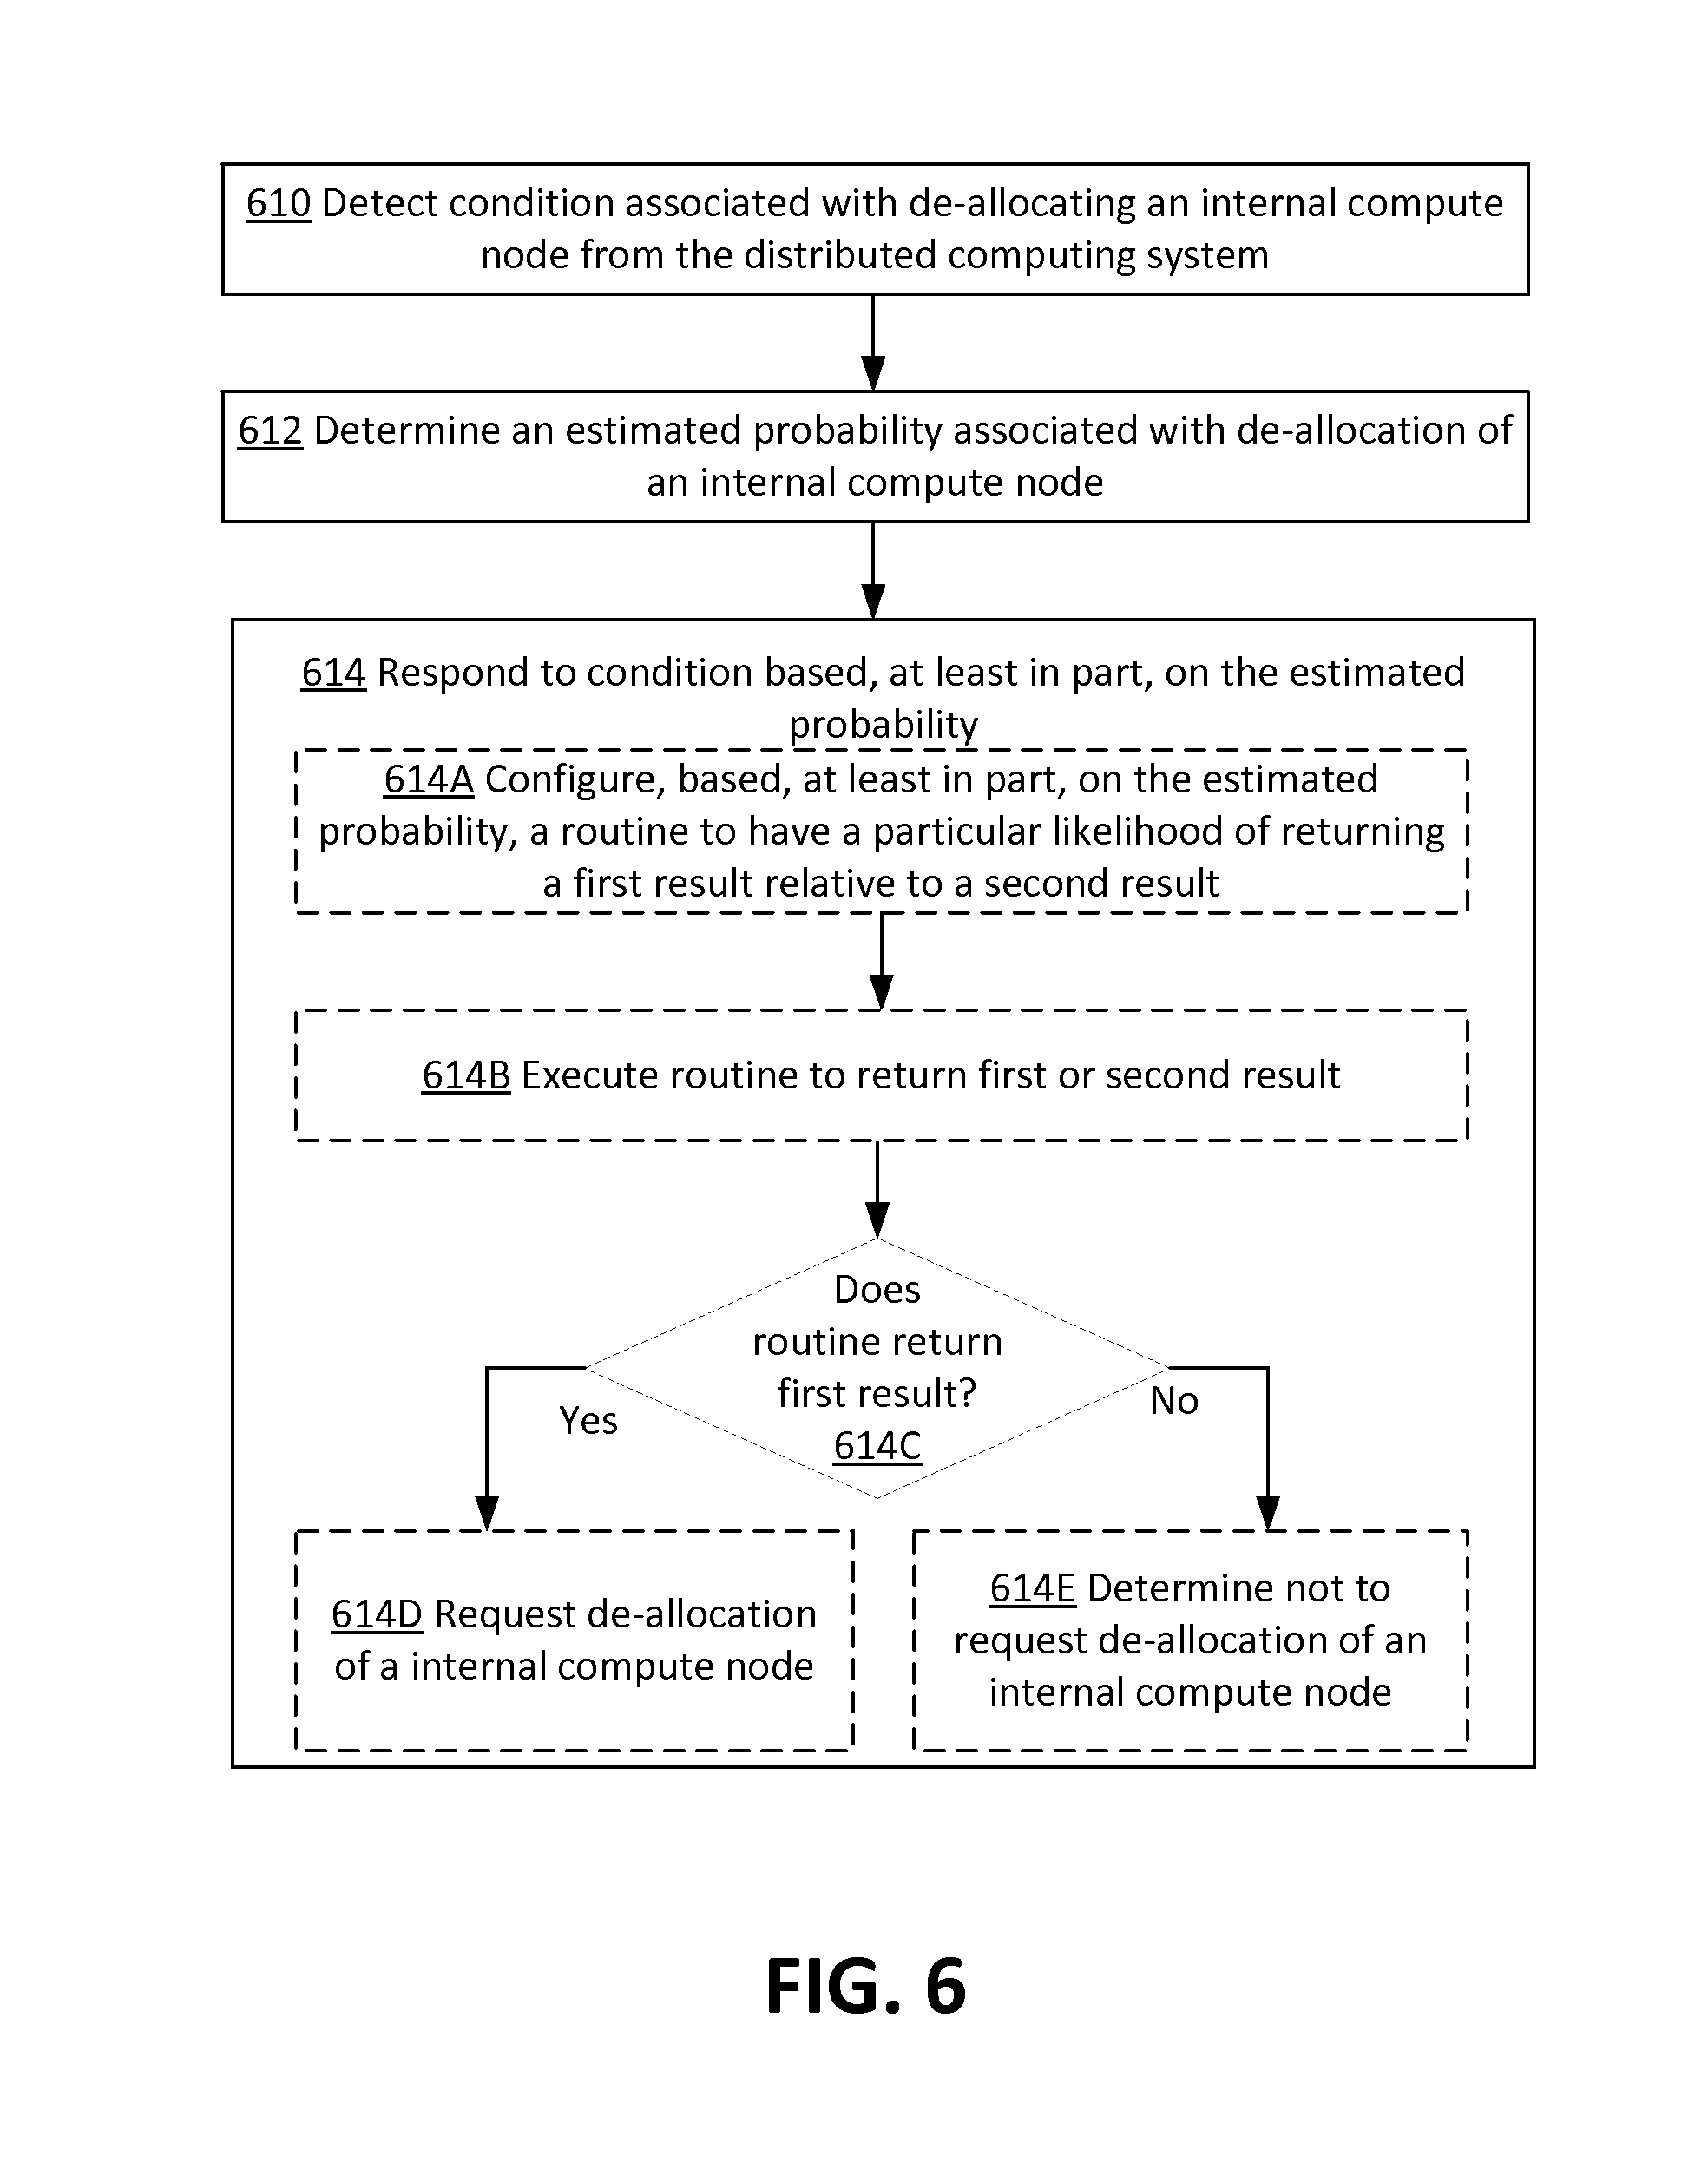 610 Detect condition associated with de-allocating an internal compute
node from the distributed computing system
612 Determine an estimated probability associated with de-allocation of
an internal compute node
614 Respond to condition based, at least in part, on the estimated
probability
614A Configure, based, at least in part, on the estimated
probability, a routine to have a particular likelihood of returning
a first result relative to a second result
614B Execute routine to return first or second result
Does
routine return
first result?
614C
Yes
No
614D Request de-allocation
of a internal compute node
614E Determine not to
request de-allocation of an
internal compute node
FIG. 6